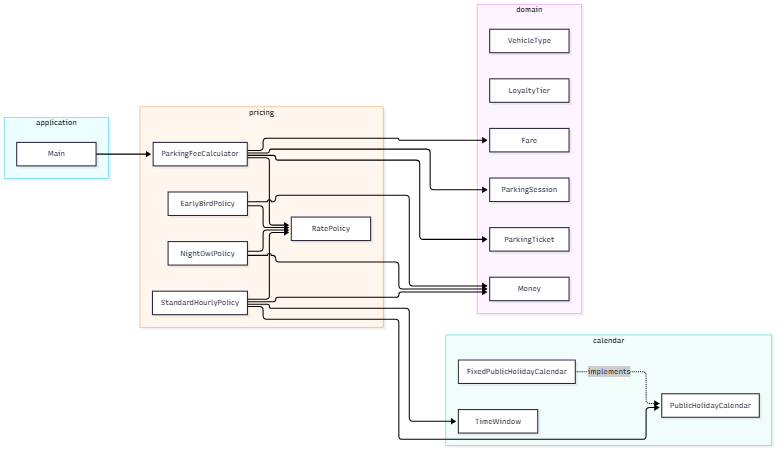 application
Main
pricing
ParkingFeeCalculator
EarlyBirdPolicy
NightOwlPolicy
StandardHourlyPolicy
RatePolicy
domain
VehicleType
LoyaltyTier
Fare
ParkingSession
ParkingTicket
Money
calendar
FixedPublicHolidayCalendar
implements
PublicHolidayCalendar
TimeWindow